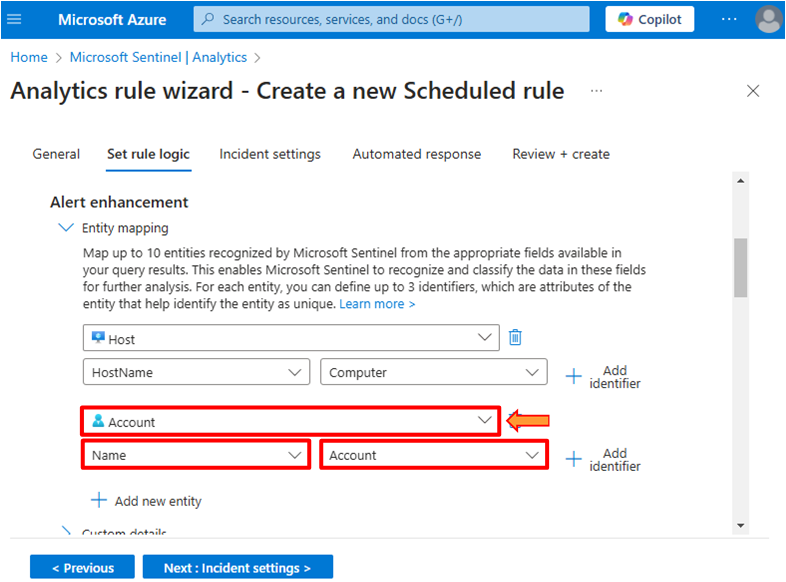 Microsoft Azure
Search resources, services, and docs (G+/)
Copilot
...
Home > Microsoft Sentinel | Analytics >
Analytics rule wizard - Create a new Scheduled rule ...
General
Set rule logic
Incident settings
Automated response
Review + create
Alert enhancement
Entity mapping
Map up to 10 entities recognized by Microsoft Sentinel from the appropriate fields available in
your query results. This enables Microsoft Sentinel to recognize and classify the data in these fields
for further analysis. For each entity, you can define up to 3 identifiers, which are attributes of the
entity that help identify the entity as unique. Learn more >
Host
HostName
Computer
Add
identifier
Account
Name
Account
Add
identifier
Add new entity
Custom details
< Previous
Next : Incident settings >